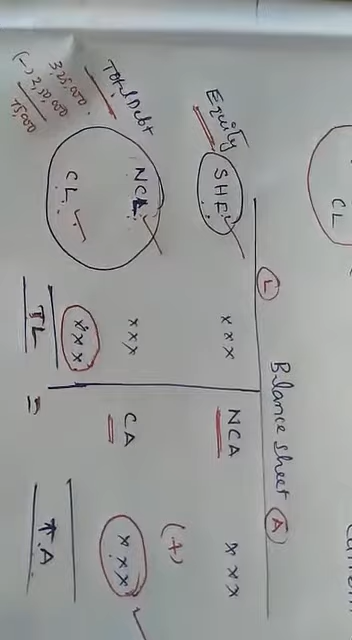 CL
Balance sheet
L A
Equity SHF xxx NCA xxx
(+)
Total Debt NCL xxx CA xxx
3,25,000
(-) 2,50,000
75,000
CL xxx
TL = T.A